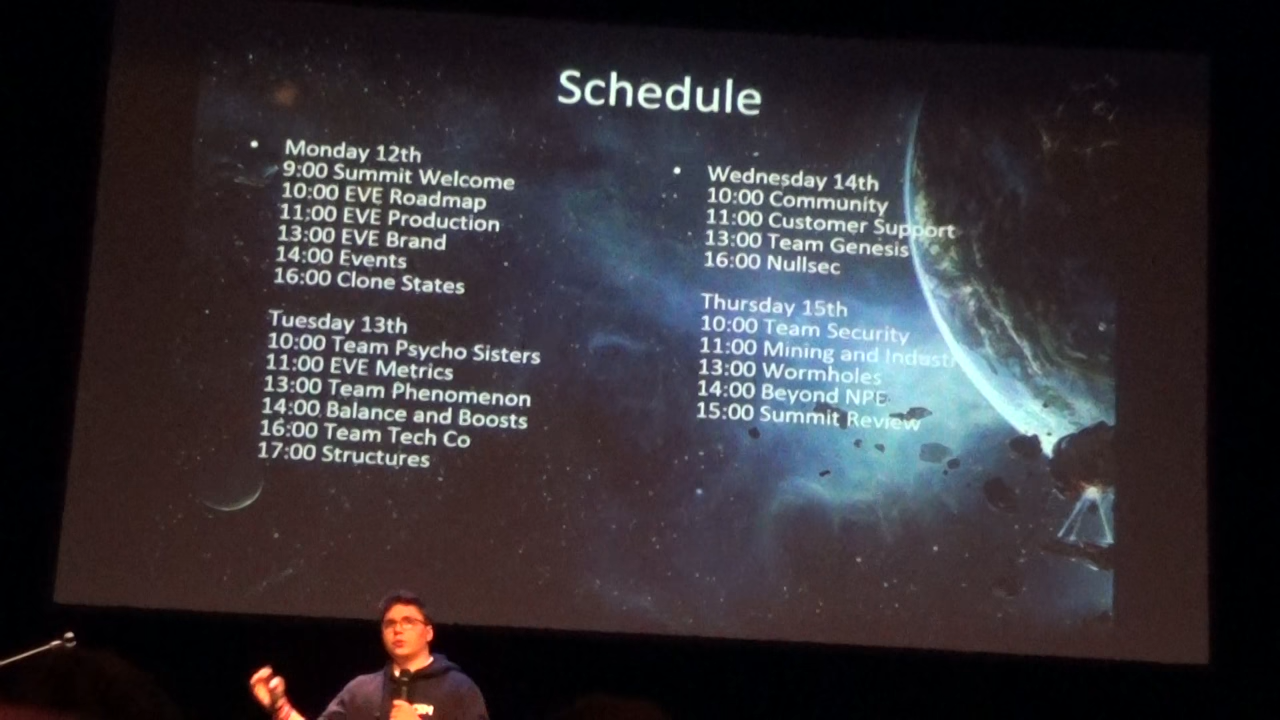 Schedule
• Monday 12th
9:00 Summit Welcome
10:00 EVE Roadmap
11:00 EVE Production
13:00 EVE Brand
14:00 Events
16:00 Clone States
Tuesday 13th
10:00 Team Psycho Sisters
11:00 EVE Metrics
13:00 Team Phenomenon
14:00 Balance and Boosts
16:00 Team Tech Co
17:00 Structures
• Wednesday 14th
10:00 Community
11:00 Customer Support
13:00 Team Genesis
16:00 Nullsec
Thursday 15th
10:00 Team Security
11:00 Mining and
13:00 Wormholes
14:00 Beyond NPE
15:00 Summit Review